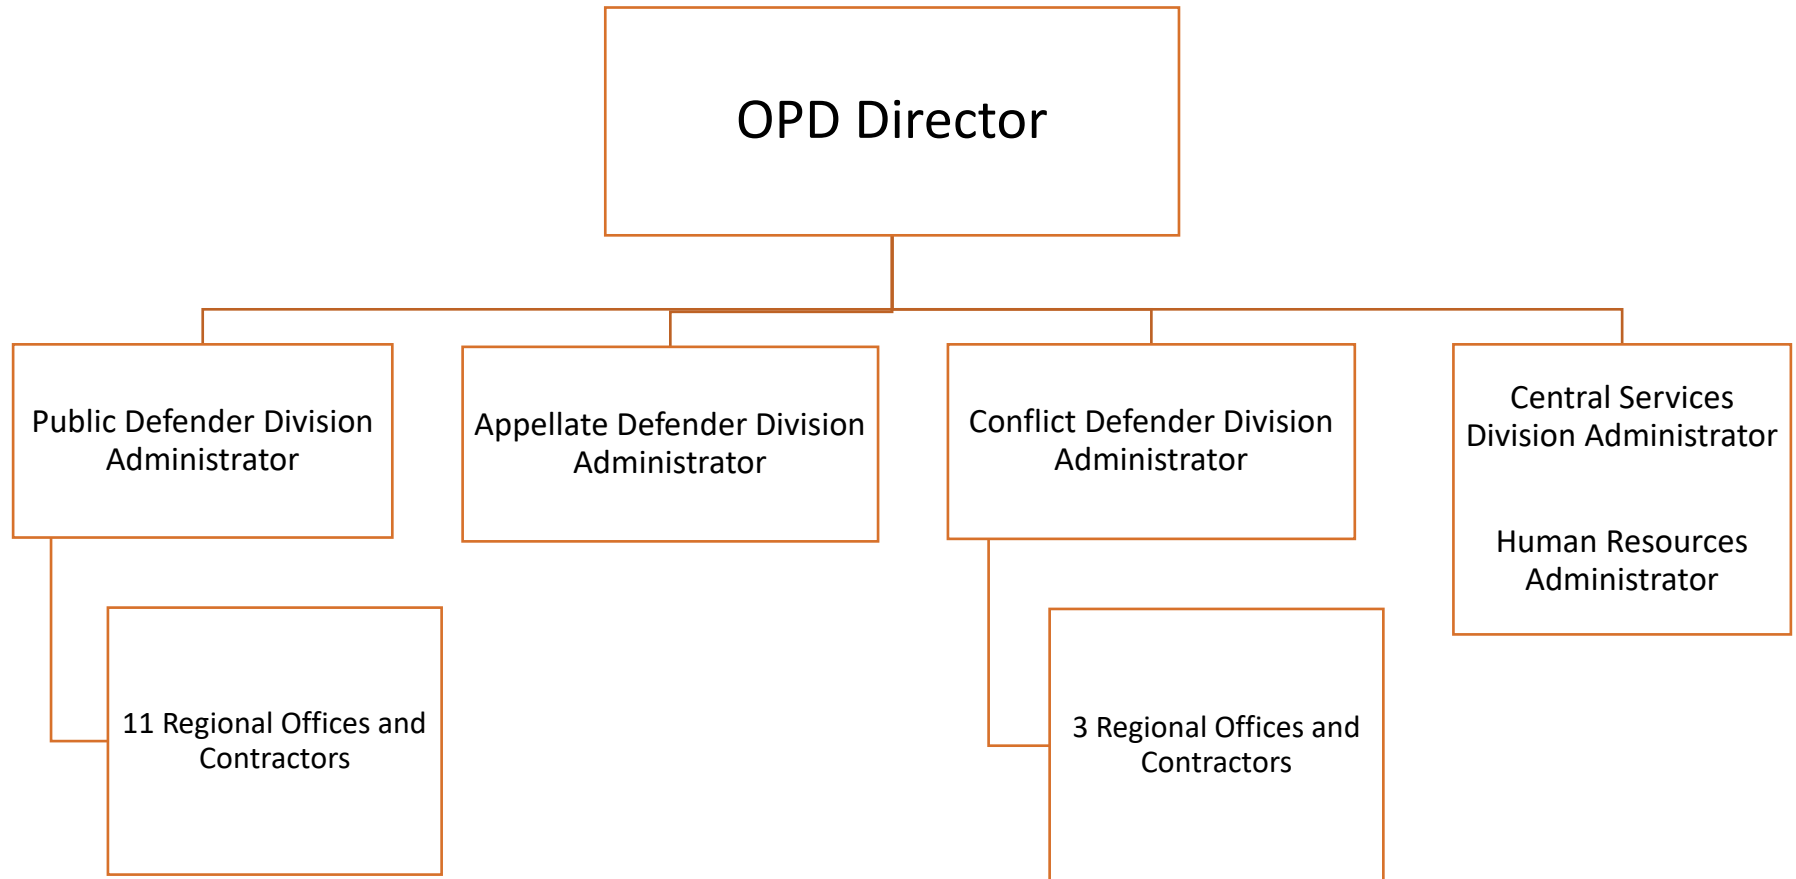 OPD Director
Public Defender Division
Administrator
Appellate Defender Division
Administrator
Conflict Defender Division
Administrator
Central Services
Division Administrator
Human Resources
Administrator
11 Regional Offices and
Contractors
3 Regional Offices and
Contractors